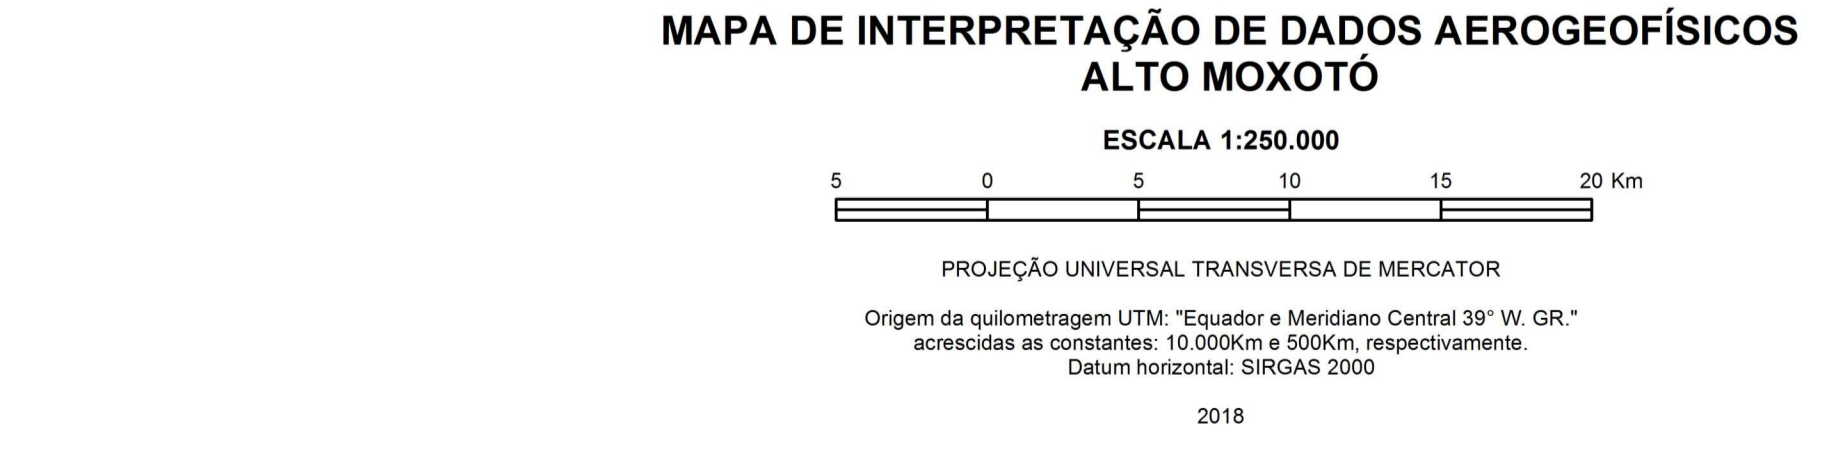 MAPA DE INTERPRETAÇÃO DE DADOS AEROGEOFÍSICOS
ALTO MOXOTÓ
ESCALA 1:250.000
5 0 5 10 15 20 Km
PROJEÇÃO UNIVERSAL TRANSVERSA DE MERCATOR
Origem da quilometragem UTM: "Equador e Meridiano Central 39° W. GR."
acrescidas as constantes: 10.000Km e 500Km, respectivamente.
Datum horizontal: SIRGAS 2000
2018